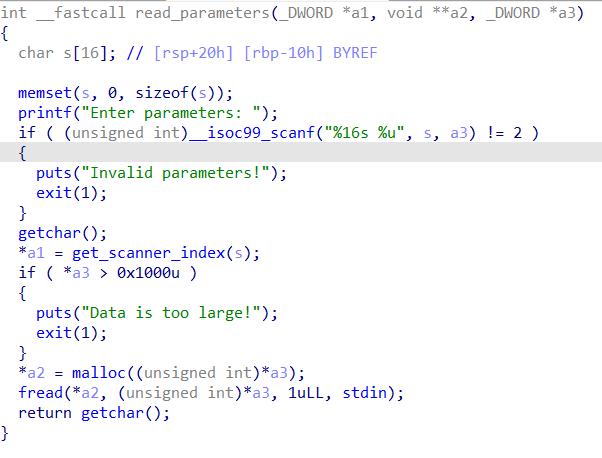 int __fastcall read_parameters(_DWORD *a1, void **a2, _DWORD *a3)
{
  char s[16]; // [rsp+20h] [rbp-10h] BYREF

  memset(s, 0, sizeof(s));
  printf("Enter parameters: ");
  if ( (unsigned int)__isoc99_scanf("%16s %u", s, a3) != 2 )
  {
    puts("Invalid parameters!");
    exit(1);
  }
  getchar();
  *a1 = get_scanner_index(s);
  if ( *a3 > 0x1000u )
  {
    puts("Data is too large!");
    exit(1);
  }
  *a2 = malloc((unsigned int)*a3);
  fread(*a2, (unsigned int)*a3, 1uLL, stdin);
  return getchar();
}